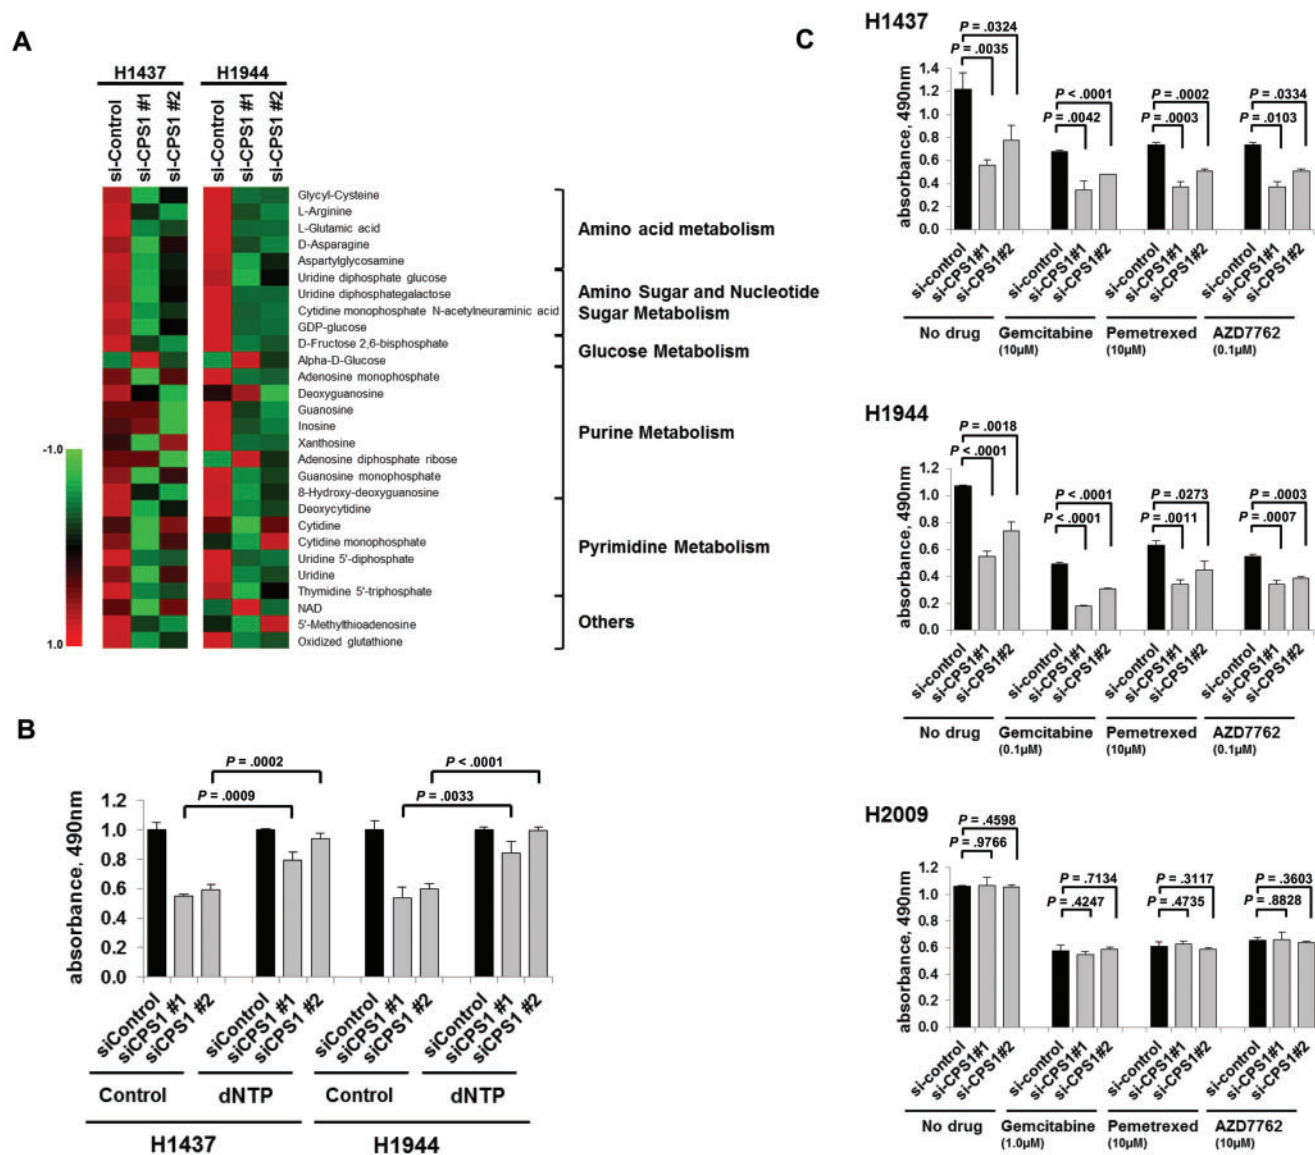 A
H1437
H1944
si-Control
si-CPS1 #1
si-CPS1 #2
si-Control
si-CPS1 #1
si-CPS1 #2
Glycyl-Cysteine
L-Arginine
L-Glutamic acid
D-Asparagine
Aspartylglycosamine
Uridine diphosphate glucose
Uridine diphosphategalactose
Cytidine monophosphate N-acetylneuraminic acid
GDP-glucose
D-Fructose 2,6-bisphosphate
Alpha-D-Glucose
Adenosine monophosphate
Deoxyguanosine
Guanosine
Inosine
Xanthosine
Adenosine diphosphate ribose
Guanosine monophosphate
8-Hydroxy-deoxyguanosine
Deoxycytidine
Cytidine
Cytidine monophosphate
Uridine 5'-diphosphate
Uridine
Thymidine 5'-triphosphate
NAD
5'-Methylthioadenosine
Oxidized glutathione
Amino acid metabolism
Amino Sugar and Nucleotide
Sugar Metabolism
Glucose Metabolism
Purine Metabolism
Pyrimidine Metabolism
Others
-1.0
1.0
B
P = .0002
P = .0009
P < .0001
P = .0033
absorbance, 490nm
1.2
1.0
0.8
0.6
0.4
0.2
0.0
siControl
siCPS1 #1
siCPS1 #2
siControl
siCPS1 #1
siCPS1 #2
siControl
siCPS1 #1
siCPS1 #2
siControl
siCPS1 #1
siCPS1 #2
Control
dNTP
Control
dNTP
H1437
H1944
C
H1437
P = .0324
P = .0035
P < .0001
P = .0042
P = .0002
P = .0003
P = .0334
P = .0103
absorbance, 490nm
1.4
1.2
1.0
0.8
0.6
0.4
0.2
0.0
si-control
si-CPS1#1
si-CPS1#2
si-control
si-CPS1#1
si-CPS1#2
si-control
si-CPS1#1
si-CPS1#2
si-control
si-CPS1#1
si-CPS1#2
No drug
Gemcitabine
(10µM)
Pemetrexed
(10µM)
AZD7762
(0.1µM)
H1944
P = .0018
P < .0001
P < .0001
P < .0001
P = .0273
P = .0011
P = .0003
P = .0007
absorbance, 490nm
1.2
1.0
0.8
0.6
0.4
0.2
0.0
si-control
si-CPS1#1
si-CPS1#2
si-control
si-CPS1#1
si-CPS1#2
si-control
si-CPS1#1
si-CPS1#2
si-control
si-CPS1#1
si-CPS1#2
No drug
Gemcitabine
(0.1µM)
Pemetrexed
(10µM)
AZD7762
(0.1µM)
H2009
P = .4598
P = .9766
P = .7134
P = .4247
P = .3117
P = .4735
P = .3603
P = .8828
absorbance, 490nm
1.2
1.0
0.8
0.6
0.4
0.2
0.0
si-control
si-CPS1#1
si-CPS1#2
si-control
si-CPS1#1
si-CPS1#2
si-control
si-CPS1#1
si-CPS1#2
si-control
si-CPS1#1
si-CPS1#2
No drug
Gemcitabine
(1.0µM)
Pemetrexed
(10µM)
AZD7762
(10µM)